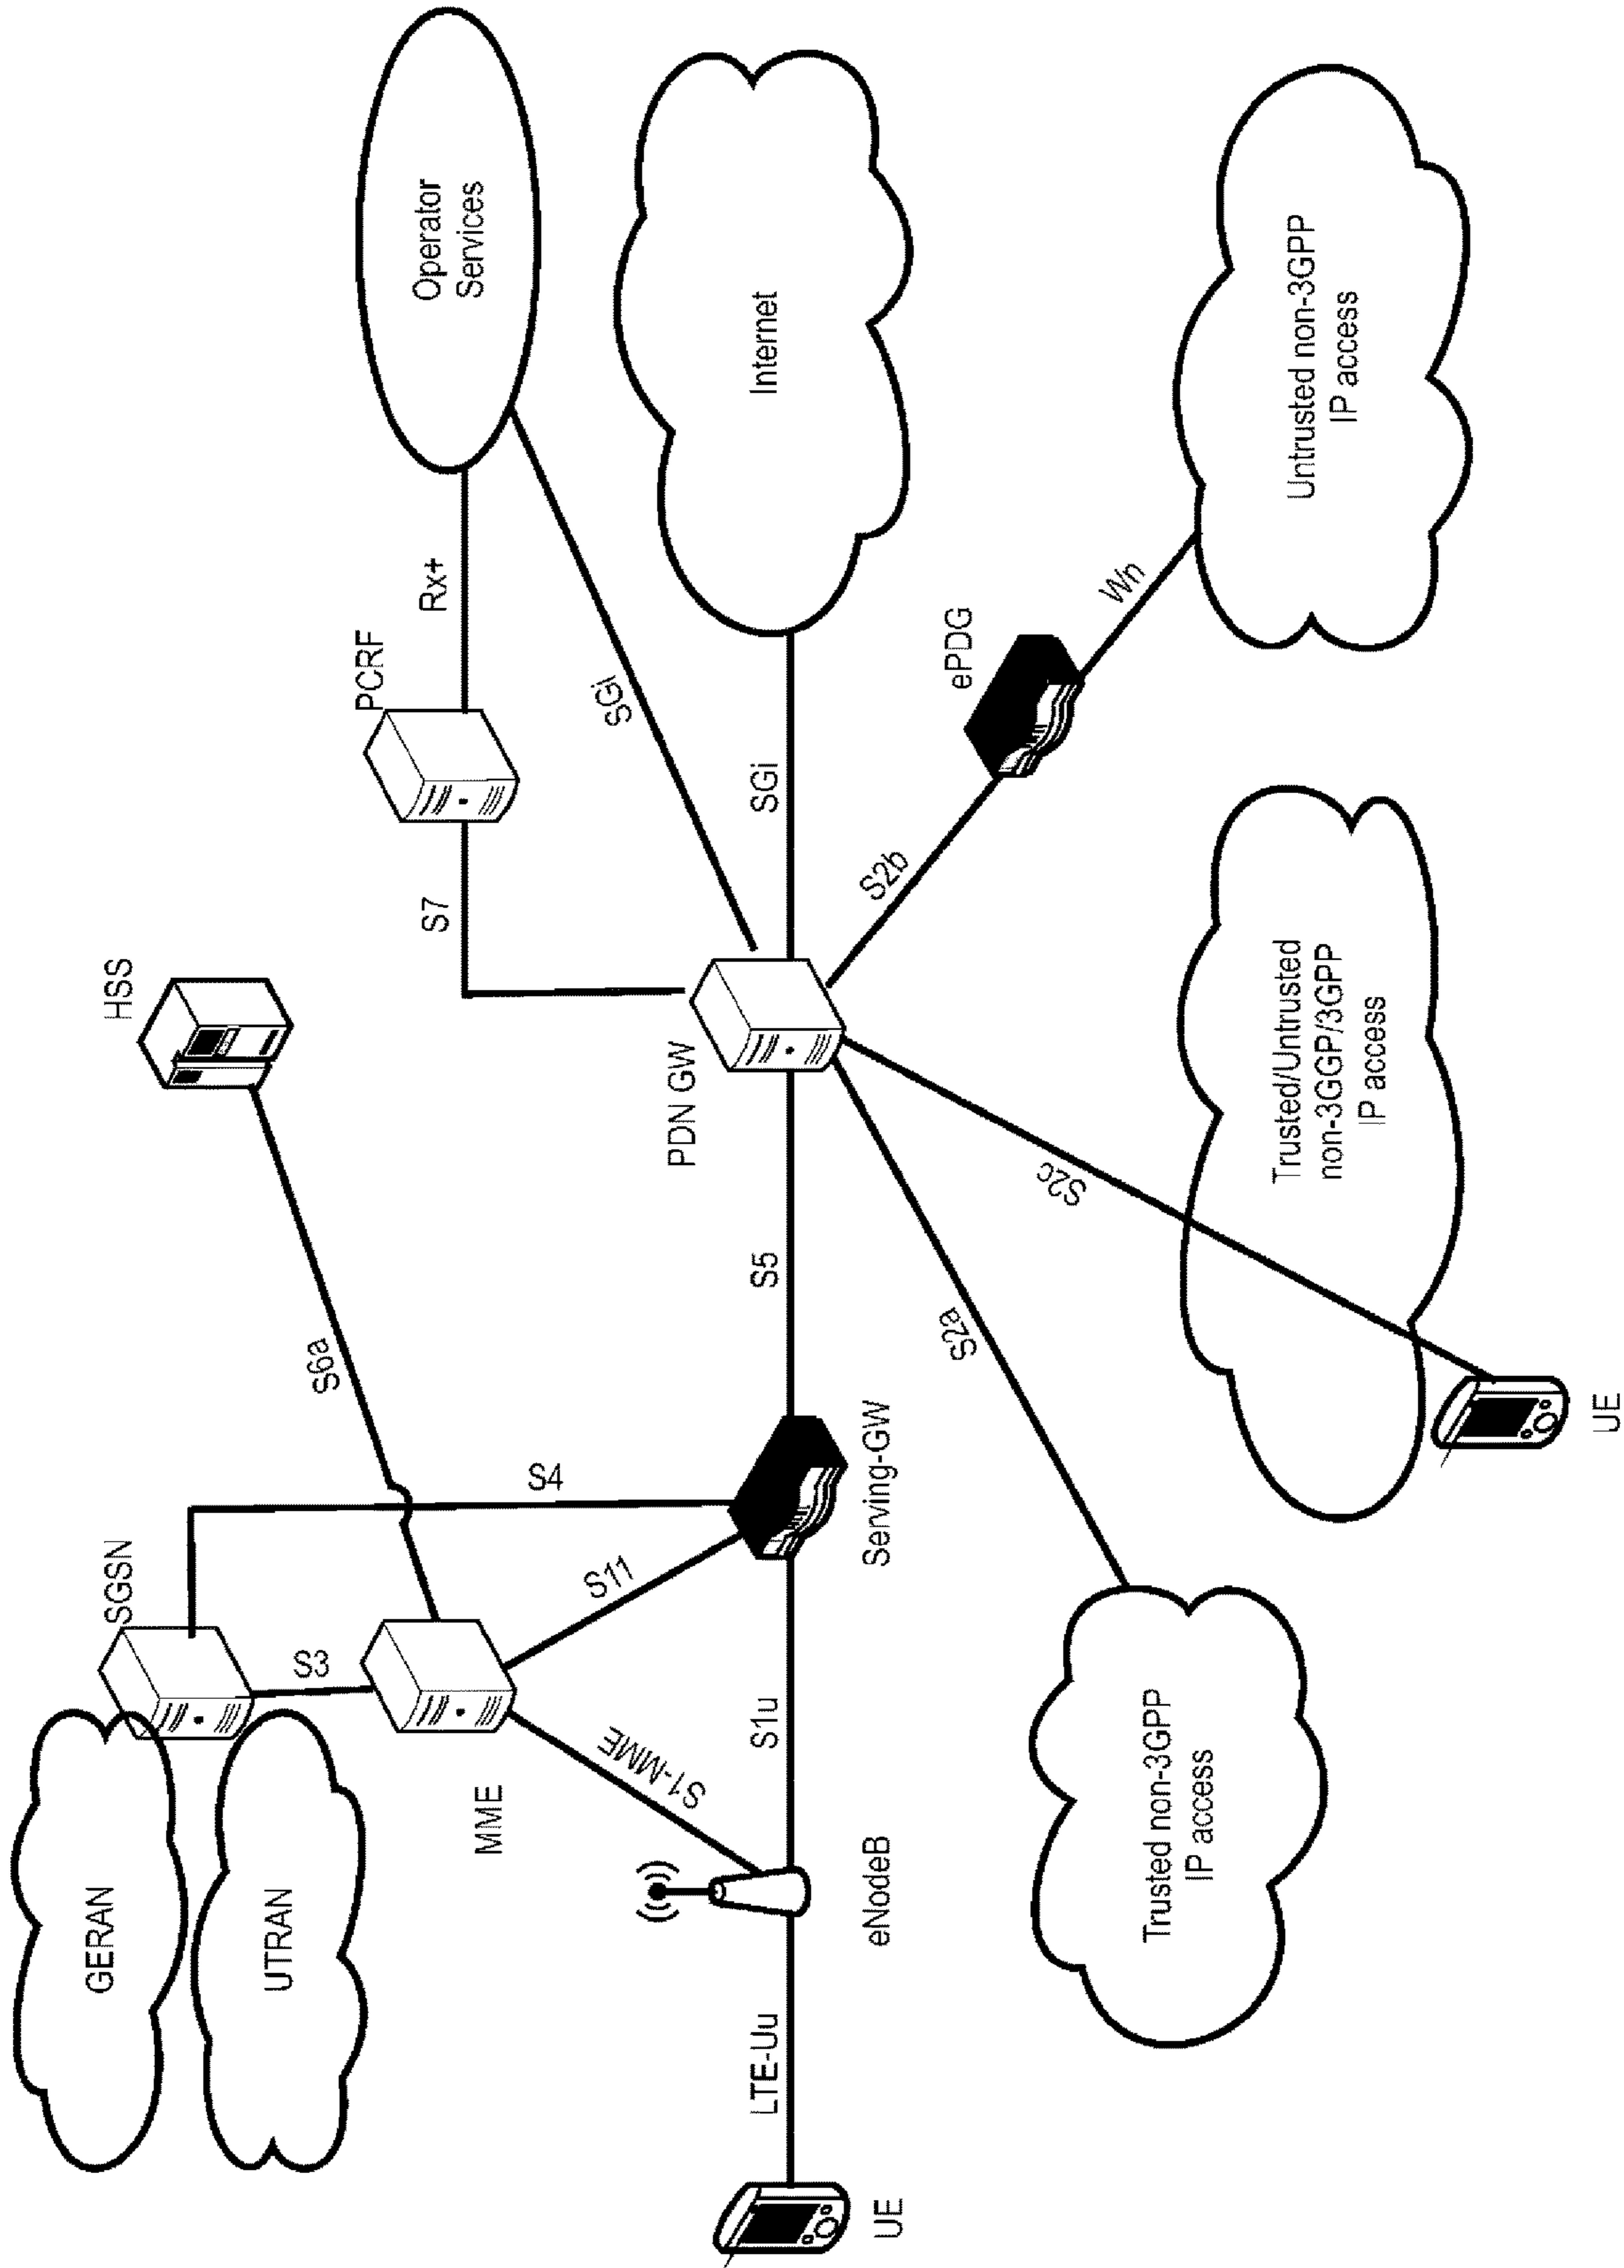 GERAN
UTRAN
SGSN
HSS
S3
S6a
S4
MME
S11
S1-MME
PCRF
S7
Rx+
Operator
Services
SGi
Internet
SGi
PDN GW
S5
Serving-GW
S1u
eNodeB
LTE-Uu
UE
S2a
S2c
S2b
ePDG
Wn
Trusted non-3GPP
IP access
Trusted/Untrusted
non-3GGP/3GPP
IP access
Untrusted non-3GPP
IP access
UE